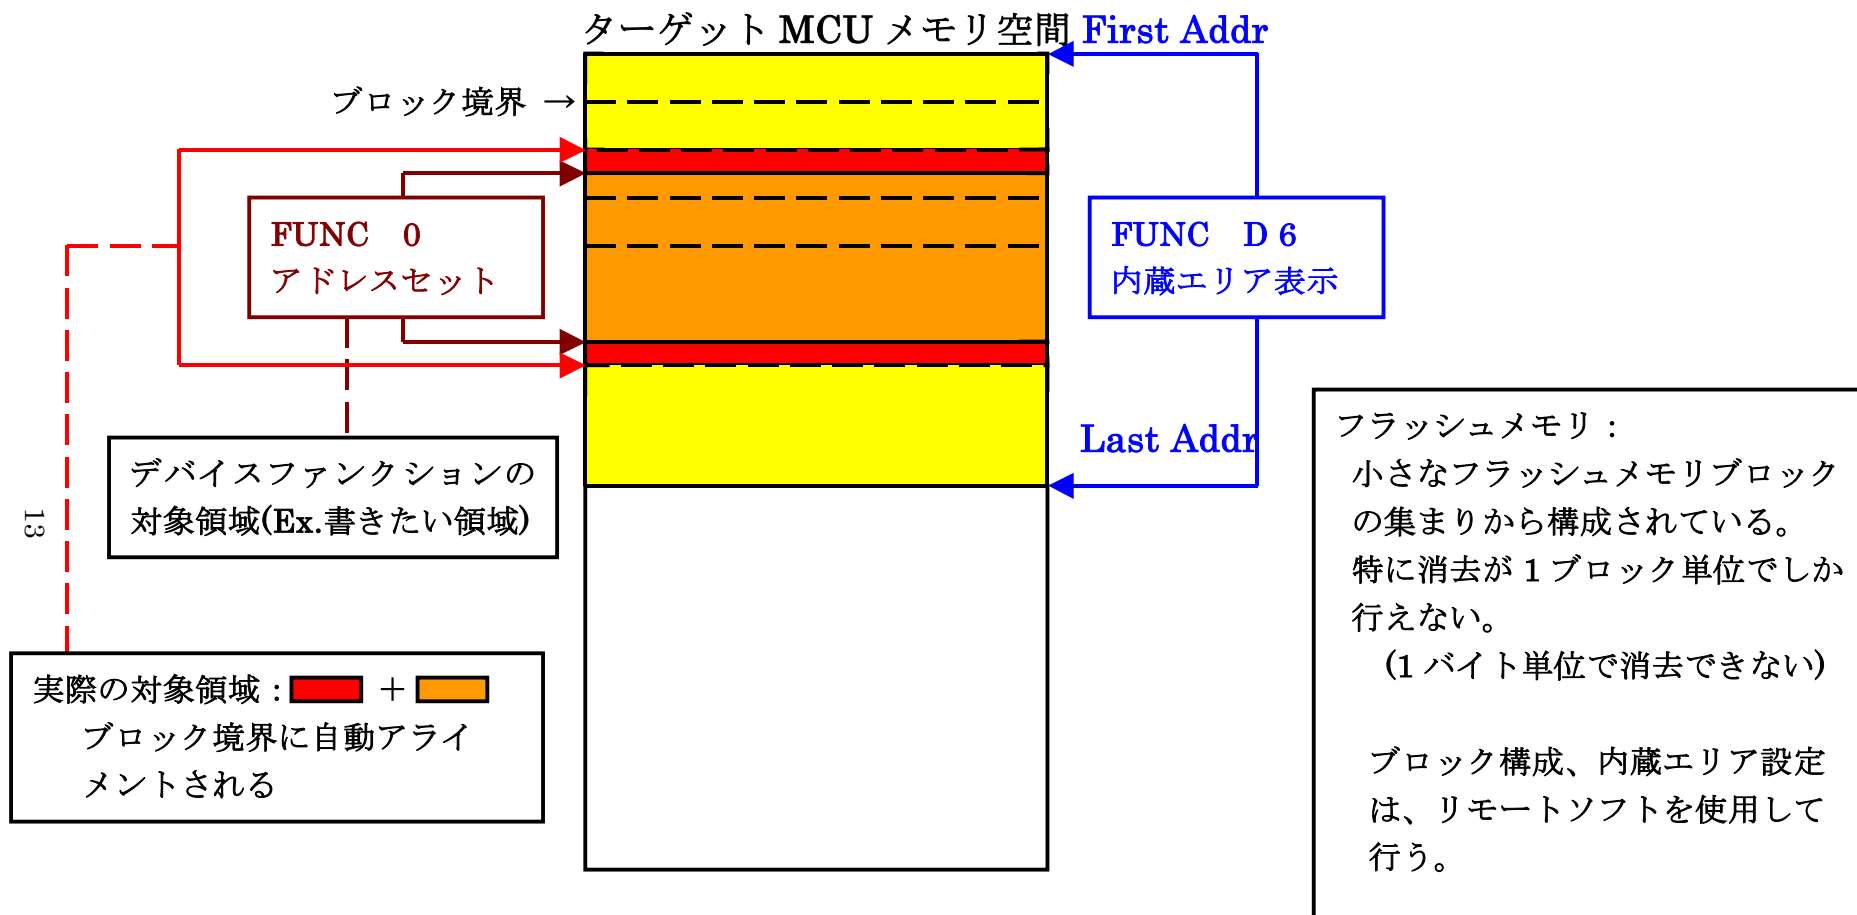 ターゲット MCU メモリ空間
First Addr
ブロック境界 →
FUNC 0
アドレスセット
FUNC D 6
内蔵エリア表示
Last Addr
デバイスファンクションの
対象領域(Ex.書きたい領域)
13
実際の対象領域 : ＋
ブロック境界に自動アライ
メントされる
フラッシュメモリ :
小さなフラッシュメモリブロック
の集まりから構成されている。
特に消去が 1 ブロック単位でしか
行えない。
(1 バイト単位で消去できない)
ブロック構成、内蔵エリア設定
は、リモートソフトを使用して
行う。